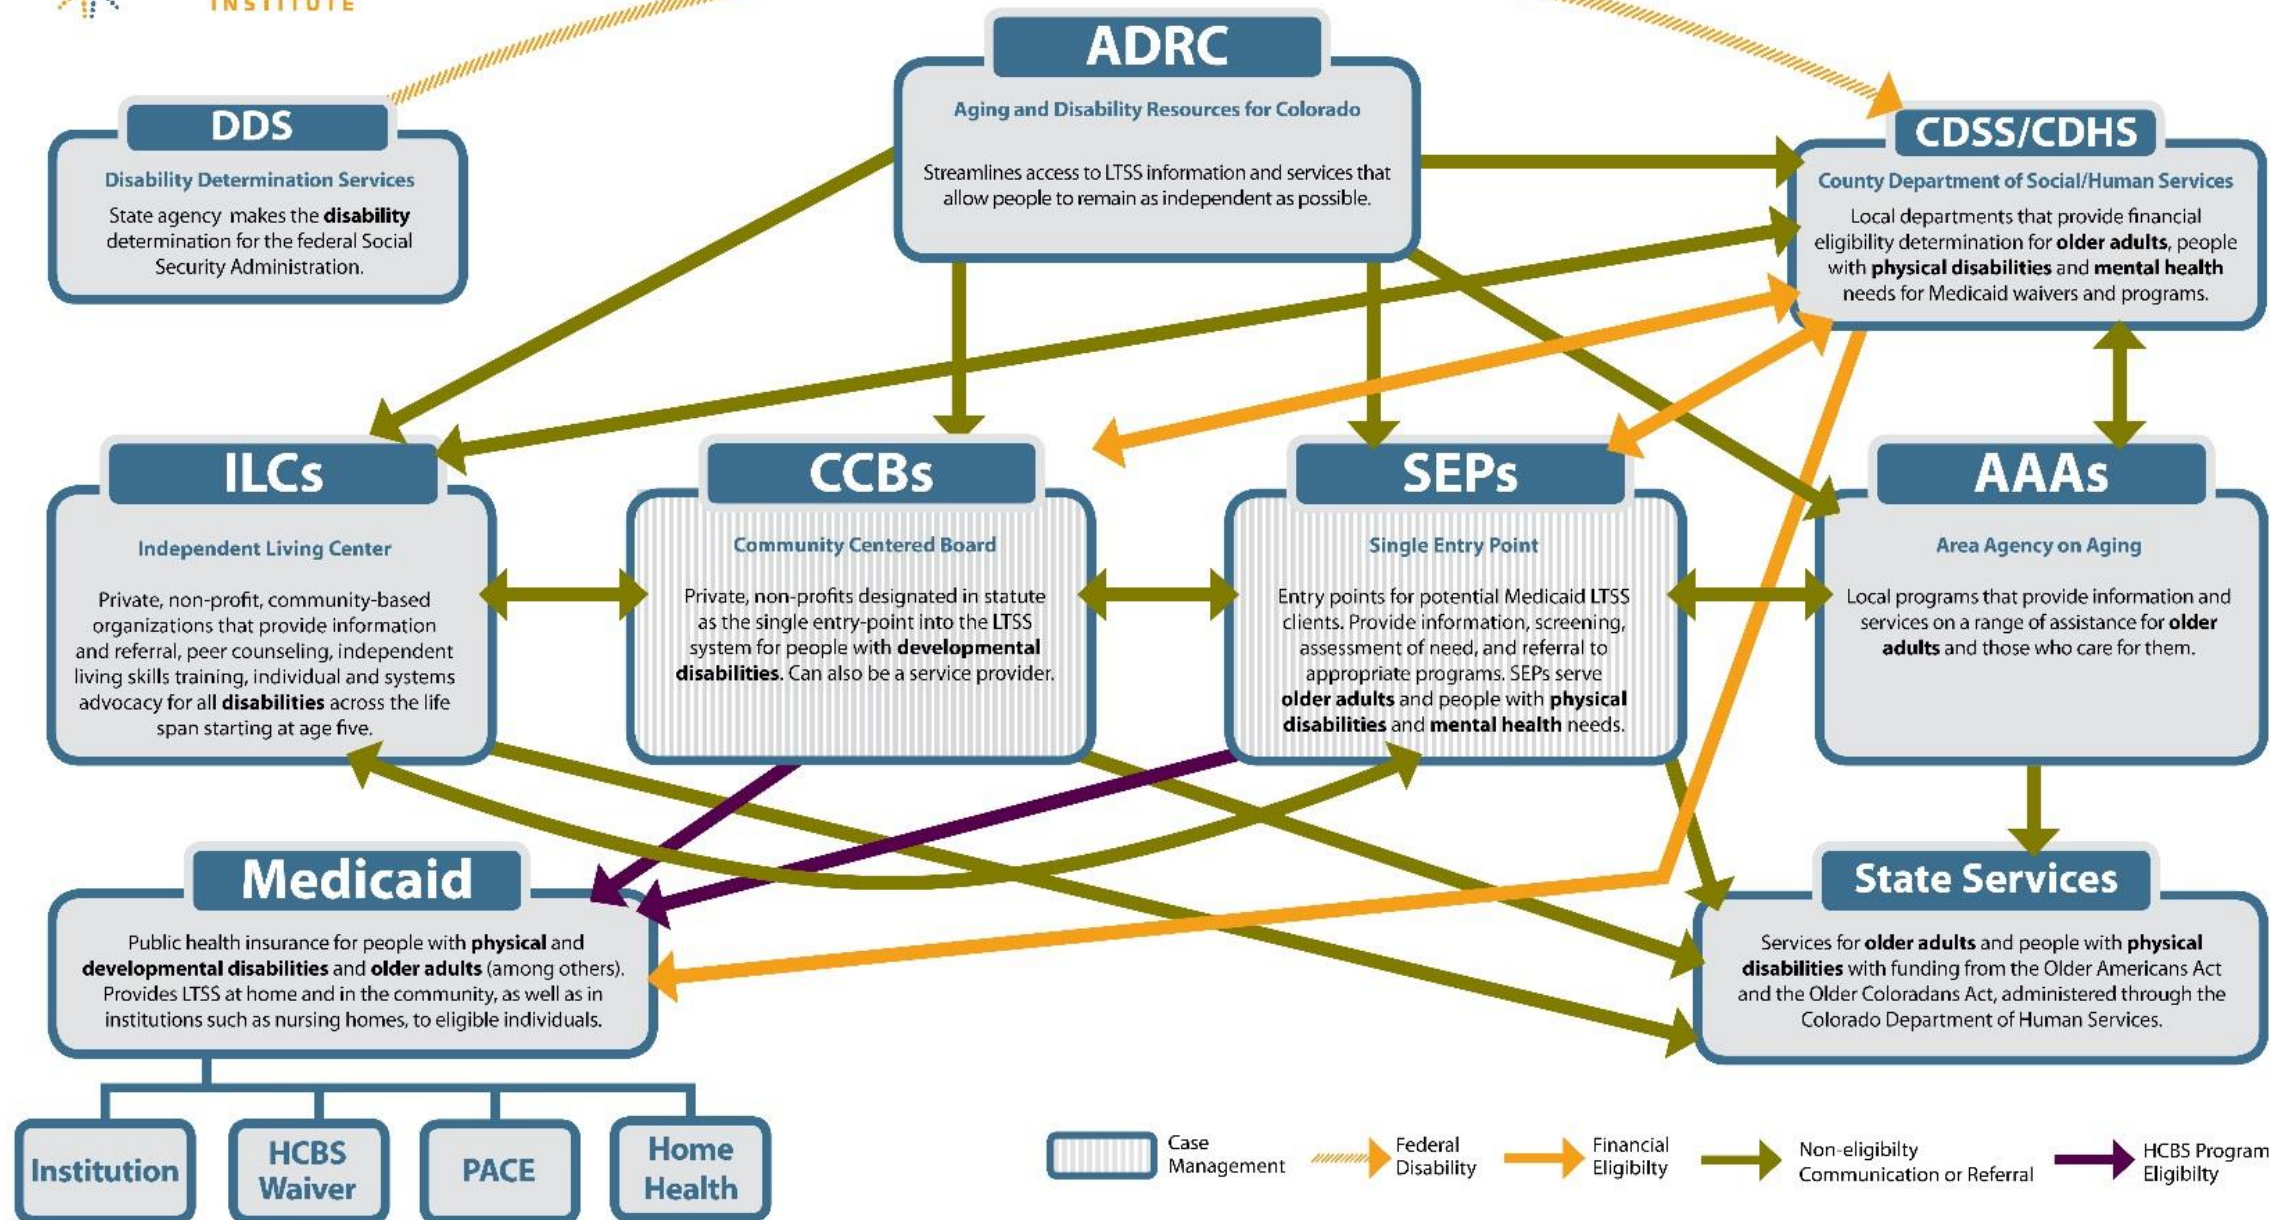 INSTITUTE
ADRC
Aging and Disability Resources for Colorado
Streamlines access to LTSS information and services that
allow people to remain as independent as possible.
DDS
Disability Determination Services
State agency makes the disability
determination for the federal Social
Security Administration.
CDSS/CDHS
County Department of Social/Human Services
Local departments that provide financial
eligibility determination for older adults, people
with physical disabilities and mental health
needs for Medicaid waivers and programs.
ILCs
Independent Living Center
Private, non-profit, community-based
organizations that provide information
and referral, peer counseling, independent
living skills training, individual and systems
advocacy for all disabilities across the life
span starting at age five.
CCBs
Community Centered Board
Private, non-profits designated in statute
as the single entry-point into the LTSS
system for people with developmental
disabilities. Can also be a service provider.
SEPs
Single Entry Point
Entry points for potential Medicaid LTSS
clients. Provide information, screening,
assessment of need, and referral to
appropriate programs. SEPs serve
older adults and people with physical
disabilities and mental health needs.
AAAs
Area Agency on Aging
Local programs that provide information and
services on a range of assistance for older
adults and those who care for them.
Medicaid
Public health insurance for people with physical and
developmental disabilities and older adults (among others).
Provides LTSS at home and in the community, as well as in
institutions such as nursing homes, to eligible individuals.
State Services
Services for older adults and people with physical
disabilities with funding from the Older Americans Act
and the Older Coloradans Act, administered through the
Colorado Department of Human Services.
Institution
HCBS
Waiver
PACE
Home
Health
Case
Management
Federal
Disability
Financial
Eligibilty
Non-eligibilty
Communication or Referral
HCBS Program
Eligibilty